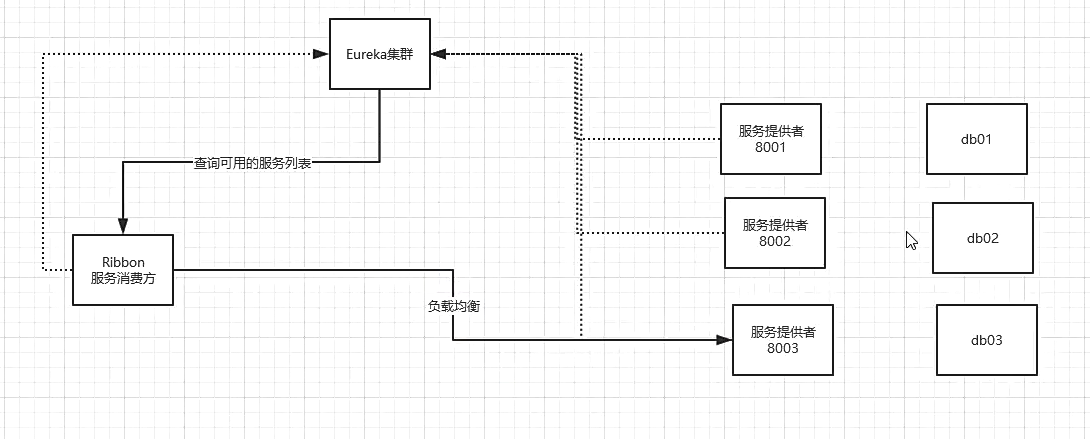 Eureka集群
服务提供者
8001
db01
查询可用的服务列表
服务提供者
8002
db02
Ribbon
服务消费方
负载均衡
服务提供者
8003
db03